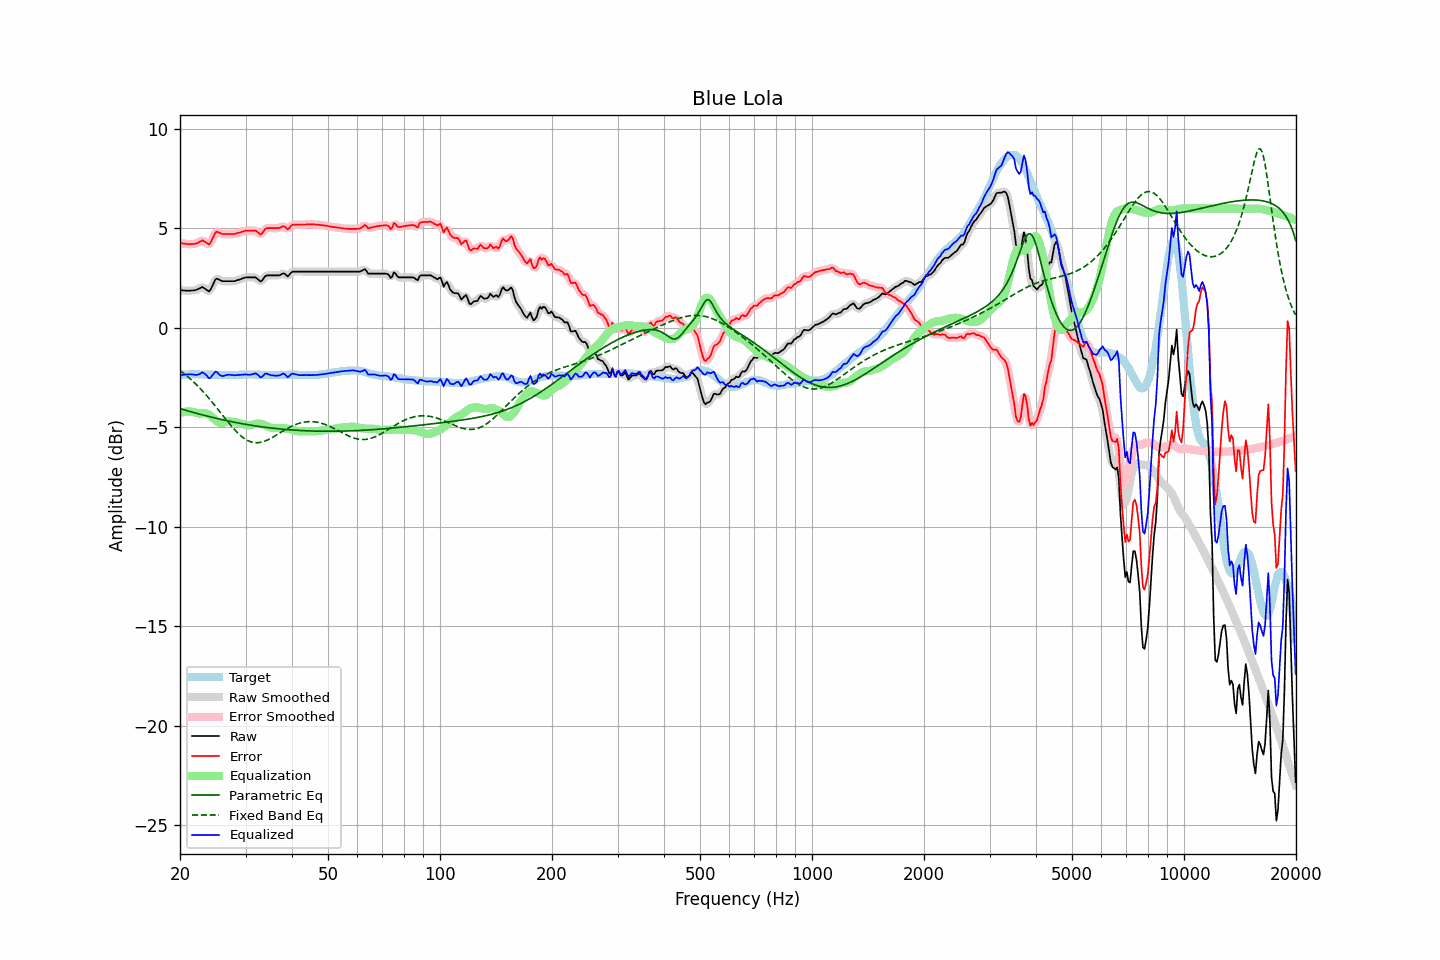 Blue Lola
Amplitude (dBr)
10
5
0
−5
−10
−15
−20
−25
Target
Raw Smoothed
Error Smoothed
Raw
Error
Equalization
Parametric Eq
Fixed Band Eq
Equalized
20 50 100 200 500 1000 2000 5000 10000 20000
Frequency (Hz)